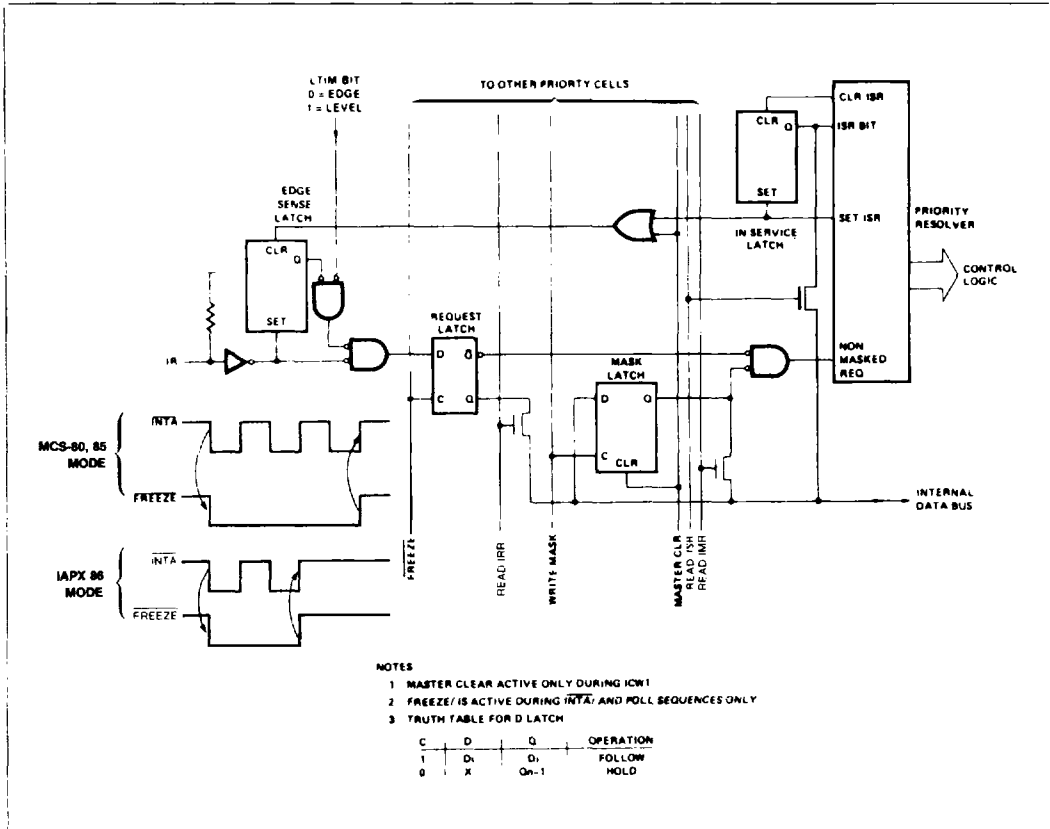 LTIM BIT
0 = EDGE
1 = LEVEL
TO OTHER PRIORTY CELLS
CLR ISR
CLR
Q
ISR BIT
SET
SET ISR
IN SERVICE
LATCH
PRIORITY
RESOLVER
CONTROL
LOGIC
EDGE
SENSE
LATCH
CLR
Q
SET
IR
REQUEST
LATCH
D
Q
C
Q
MASK
LATCH
D
Q
C
CLR
NON
MASKED
REQ
MCS-80, 85
MODE
INTA
FREEZE
IAPX 86
MODE
INTA
FREEZE
FREEZE
READ IRR
WRITE MASK
MASTER CLR
READ ISR
READ IMR
INTERNAL
DATA BUS
NOTES
1 MASTER CLEAR ACTIVE ONLY DURING ICW1
2 FREEZE/ IS ACTIVE DURING INTA/ AND POLL SEQUENCES ONLY
3 TRUTH TABLE FOR D LATCH
C D Q OPERATION
1 Di Di FOLLOW
0 X Qn-1 HOLD